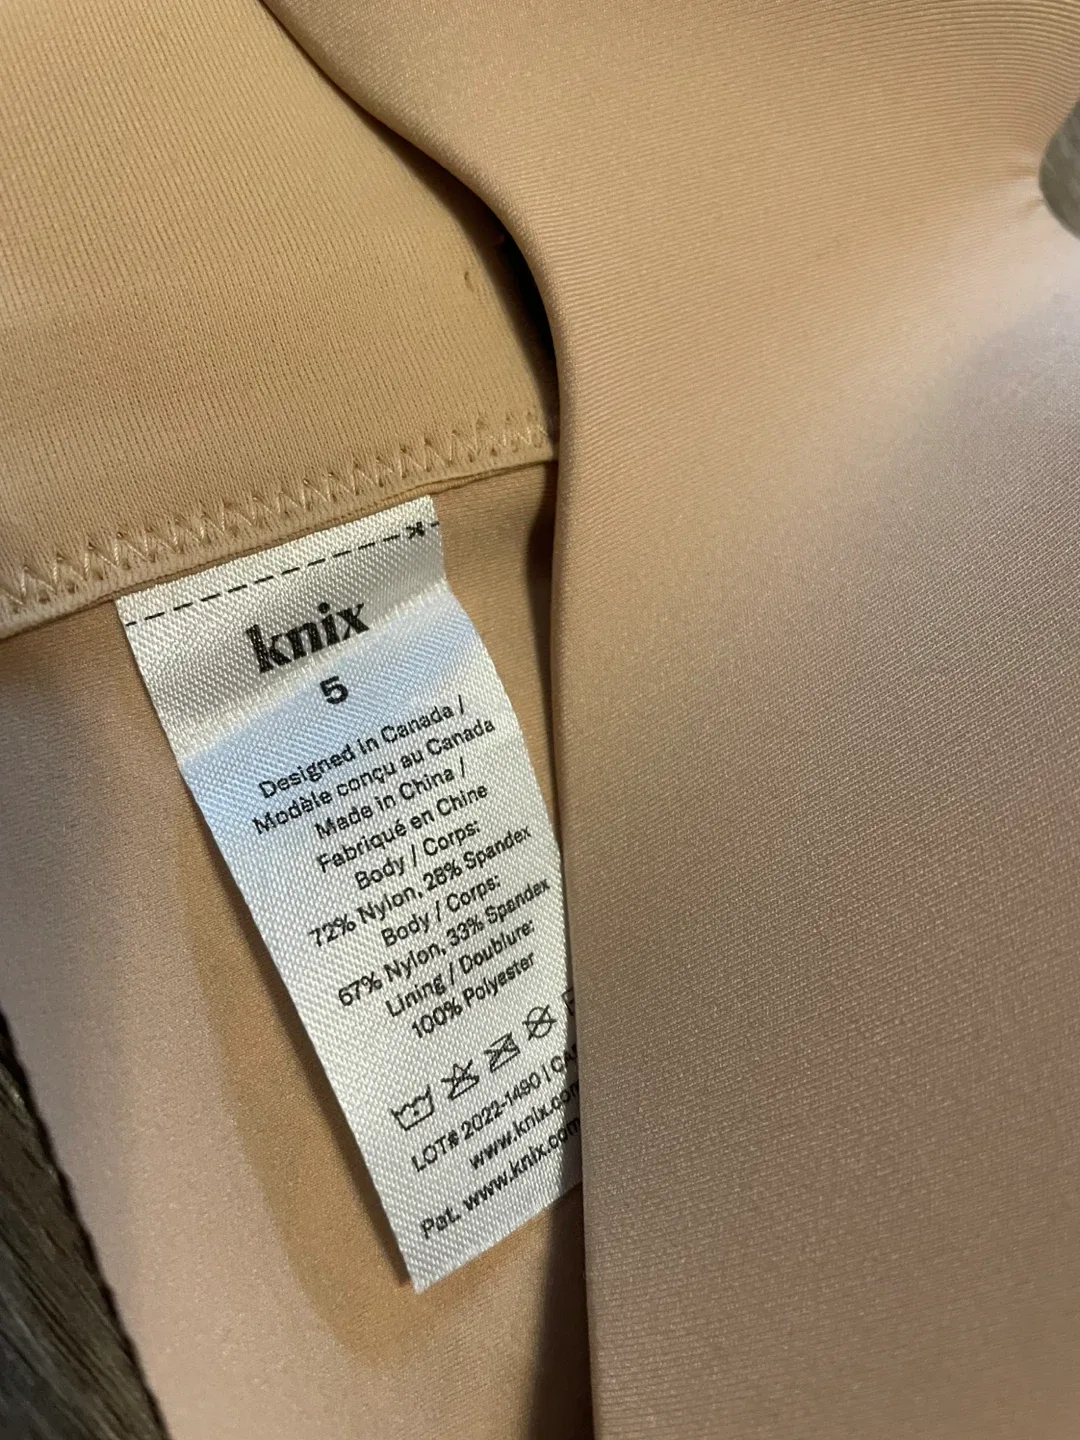 knix
5
Designed in Canada /
Modèle conçu au Canada
Made in China /
Fabriqué en Chine
Body / Corps:
72% Nylon, 28% Spandex
Body / Corps:
67% Nylon, 33% Spandex
Lining / Doublure:
100% Polyester
LOT# 2022-1490 | CA
www.knix.com
Pat. www.knix.com